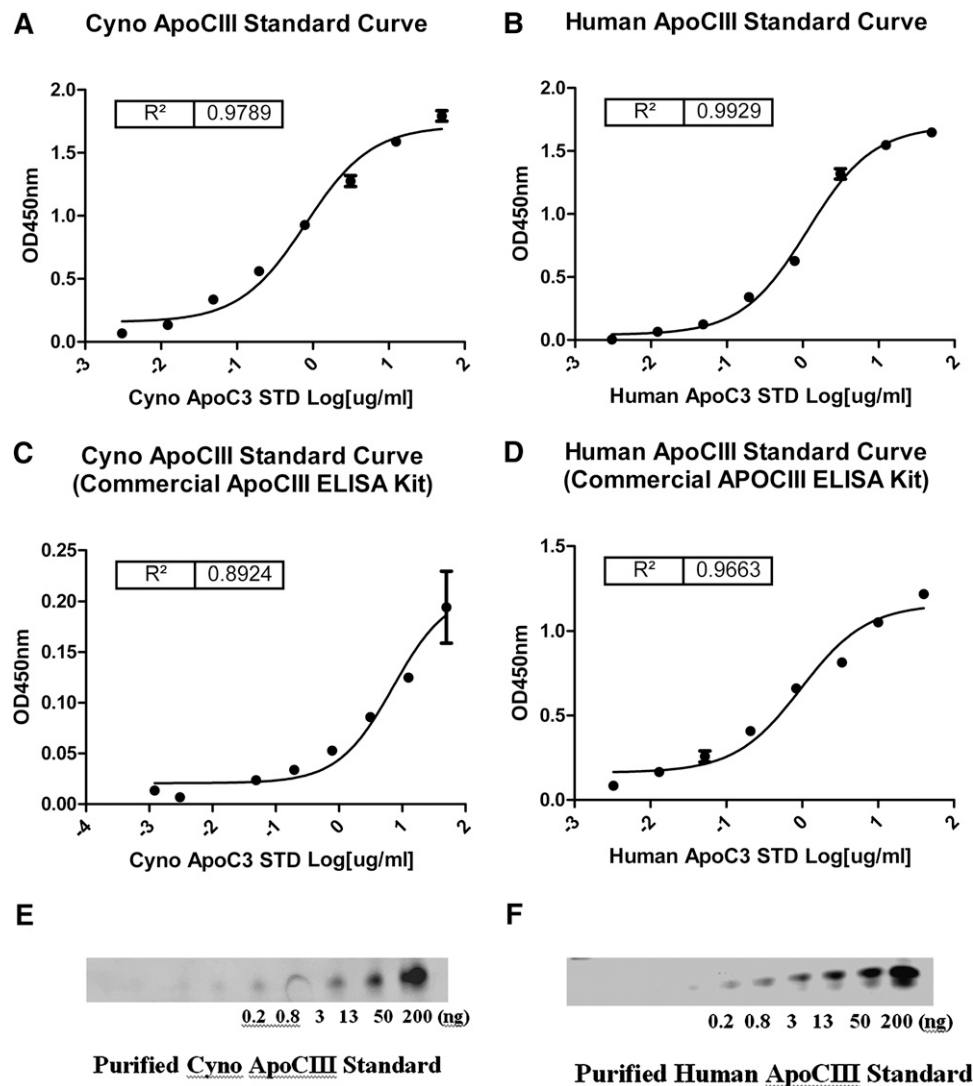 A
Cyno ApoCIII Standard Curve
R² 0.9789
2.0
1.5
1.0
0.5
0.0
OD450nm
-3 -2 -1 0 1 2
Cyno ApoC3 STD Log[ug/ml]
B
Human ApoCIII Standard Curve
R² 0.9929
2.0
1.5
1.0
0.5
0.0
OD450nm
-3 -2 -1 0 1 2
Human ApoC3 STD Log[ug/ml]
C
Cyno ApoCIII Standard Curve
(Commercial ApoCIII ELISA Kit)
R² 0.8924
0.25
0.20
0.15
0.10
0.05
0.00
OD450nm
-4 -3 -2 -1 0 1 2
Cyno ApoC3 STD Log[ug/ml]
D
Human ApoCIII Standard Curve
(Commercial APOCIII ELISA Kit)
R² 0.9663
1.5
1.0
0.5
0.0
OD450nm
-3 -2 -1 0 1 2
Human ApoC3 STD Log[ug/ml]
E
0.2 0.8 3 13 50 200 (ng)
Purified Cyno ApoCIII Standard
F
0.2 0.8 3 13 50 200 (ng)
Purified Human ApoCIII Standard